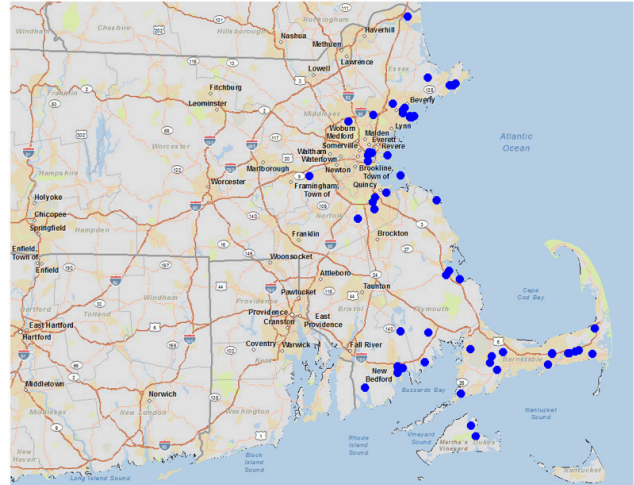 Rockingham
Cheshire
Hillsborough
Windham
Nashua
Haverhill
Methuen
Lawrence
Lowell
Essex
Fitchburg
Franklin
Leominster
Middlesex
Beverly
Lynn
Woburn
Medford
Malden
Everett
Atlantic
Ocean
Worcester
Somerville
Revere
Waltham
Watertown
Marlborough
Newton
Brookline,
Town of
Hampshire
Worcester
Framingham,
Town of
Quincy
Holyoke
Chicopee
Springfield
Hampden
Norfolk
Franklin
Brockton
Enfield,
Town of
Enfield
Woonsocket
Attleboro
Taunton
Cape
Cod Bay
Hartford
Tolland
Windham
Providence
Pawtucket
Bristol
Plymouth
Providence
Cranston
East
Providence
East Hartford
Hartford
Coventry
Warwick
Kent
Fall River
Barnstable
New
Bedford
Buzzards Bay
Middletown
Norwich
Middlesex
New London
Washington
Nantucket
Sound
Rhode
Island
Sound
Vineyard
Sound
Martha's
Vineyard
Dukes
New
Haven
Block
Island
Sound
Long Island Sound
Nantucket